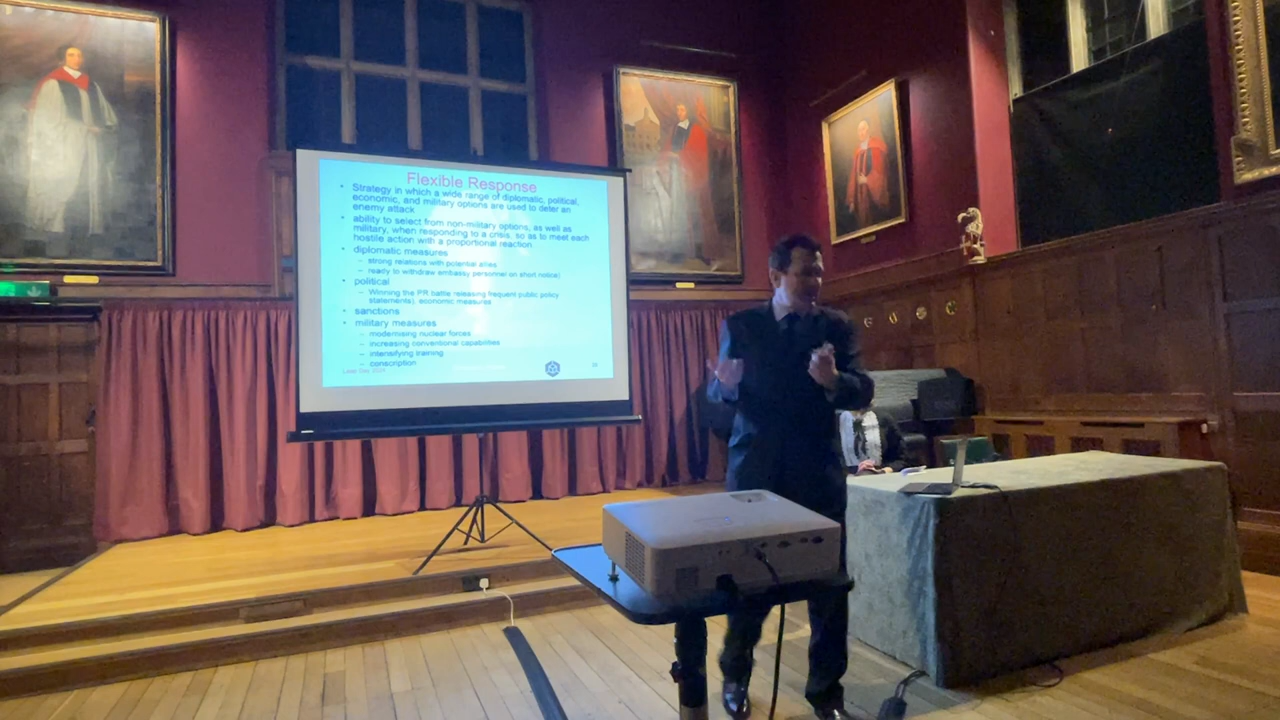 Flexible Response
• Strategy in which a wide range of diplomatic, political,
economic, and military options are used to deter an
enemy attack
• ability to select from non-military options, as well as
military, when responding to a crisis, so as to meet each
hostile action with a proportional reaction
• diplomatic measures
– strong relations with potential allies
– ready to withdraw embassy personnel on short notice!
• political
– Winning the PR battle releasing frequent public policy
statements), economic measures
• sanctions
• military measures
– modernising nuclear forces
– increasing conventional capabilities
– intensifying training
– conscription